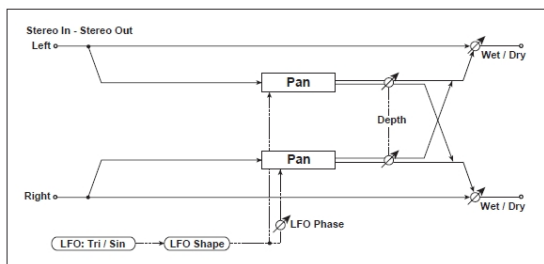 Stereo In - Stereo Out
Left
Wet / Dry
Pan
Depth
Pan
Right
Wet / Dry
LFO Phase
LFO: Tri / Sin
LFO Shape